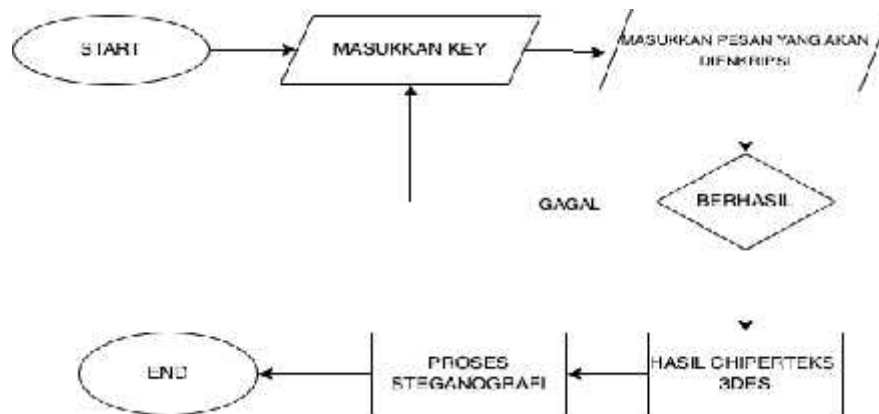 START
MASUKKAN KEY
MASUKKAN PESAN YANG AKAN
DIENKRIPSI
GAGAL
BERHASIL
HASIL CHIPERTEKS
3DES
PROSES
STEGANOGRAFI
END